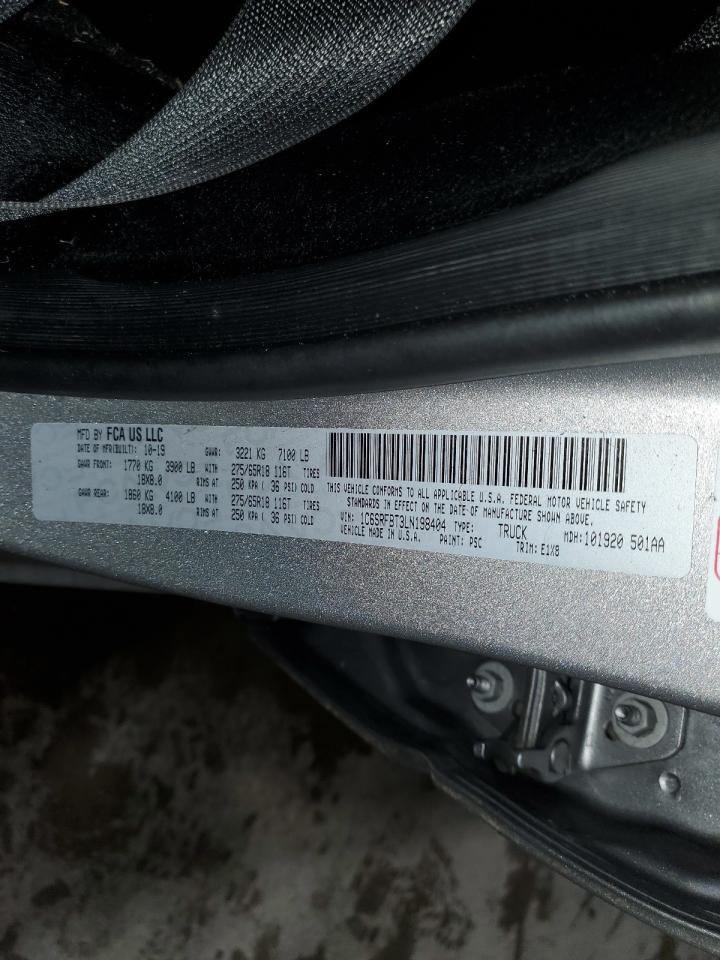 MFD BY FCA US LLC
DATE OF MFR(BUILT): 10-19 GVWR: 3221 KG 7100 LB
GAWR FRONT: 1770 KG 3900 LB WITH 275/65R18 116T TIRES
18X8.0 RIMS AT 250 KPA ( 36 PSI) COLD
GAWR REAR: 1860 KG 4100 LB WITH 275/65R18 116T TIRES
18X8.0 RIMS AT 250 KPA ( 36 PSI) COLD
THIS VEHICLE CONFORMS TO ALL APPLICABLE U.S.A. FEDERAL MOTOR VEHICLE SAFETY
STANDARDS IN EFFECT ON THE DATE OF MANUFACTURE SHOWN ABOVE.
VIN: 1C6SRFBT3LN198404 TYPE: TRUCK MDH:101920 501AA
VEHICLE MADE IN U.S.A. PAINT: PSC TRIM: E1X8